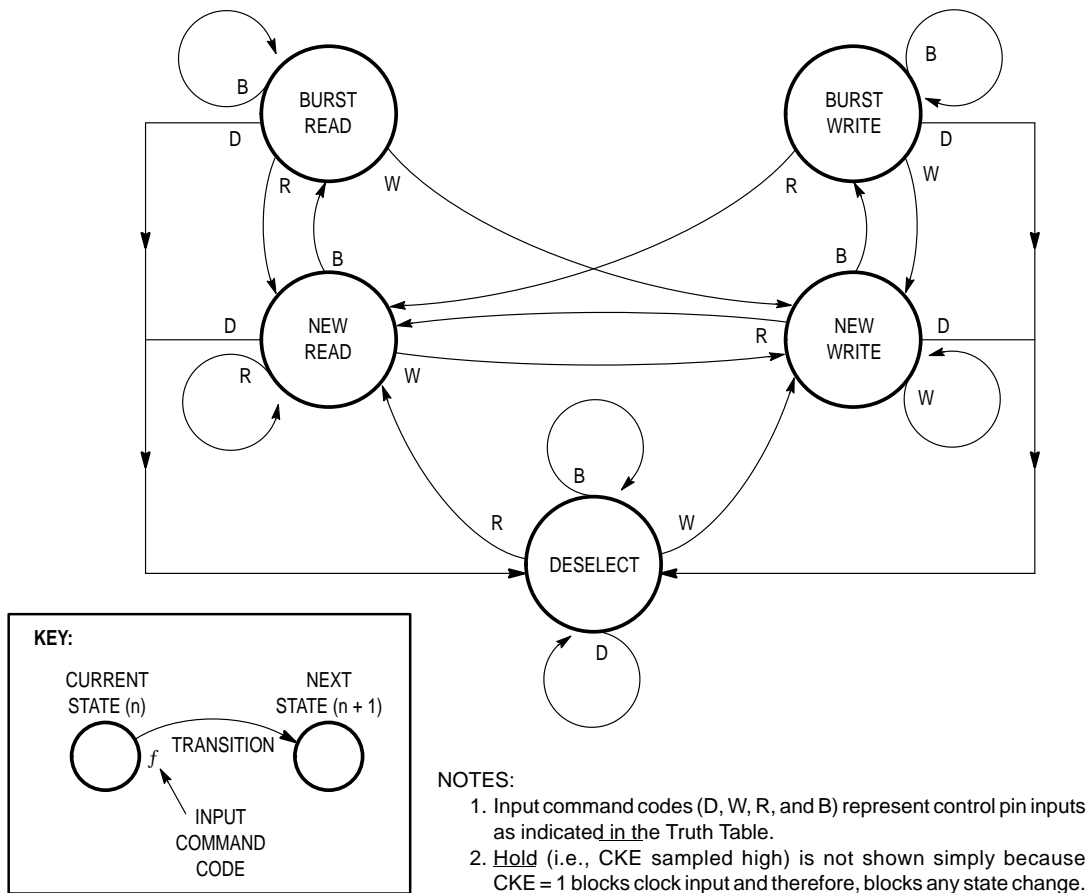 B
BURST
READ
D
R
W
BURST
WRITE
B
D
R
W
B
B
D
NEW
READ
R
W
NEW
WRITE
D
R
W
B
R
W
DESELECT
D
KEY:
CURRENT
STATE (n)
NEXT
STATE (n + 1)
TRANSITION
f
INPUT
COMMAND
CODE
NOTES:
1. Input command codes (D, W, R, and B) represent control pin inputs
as indicated in the Truth Table.
2. Hold (i.e., CKE sampled high) is not shown simply because
CKE = 1 blocks clock input and therefore, blocks any state change.